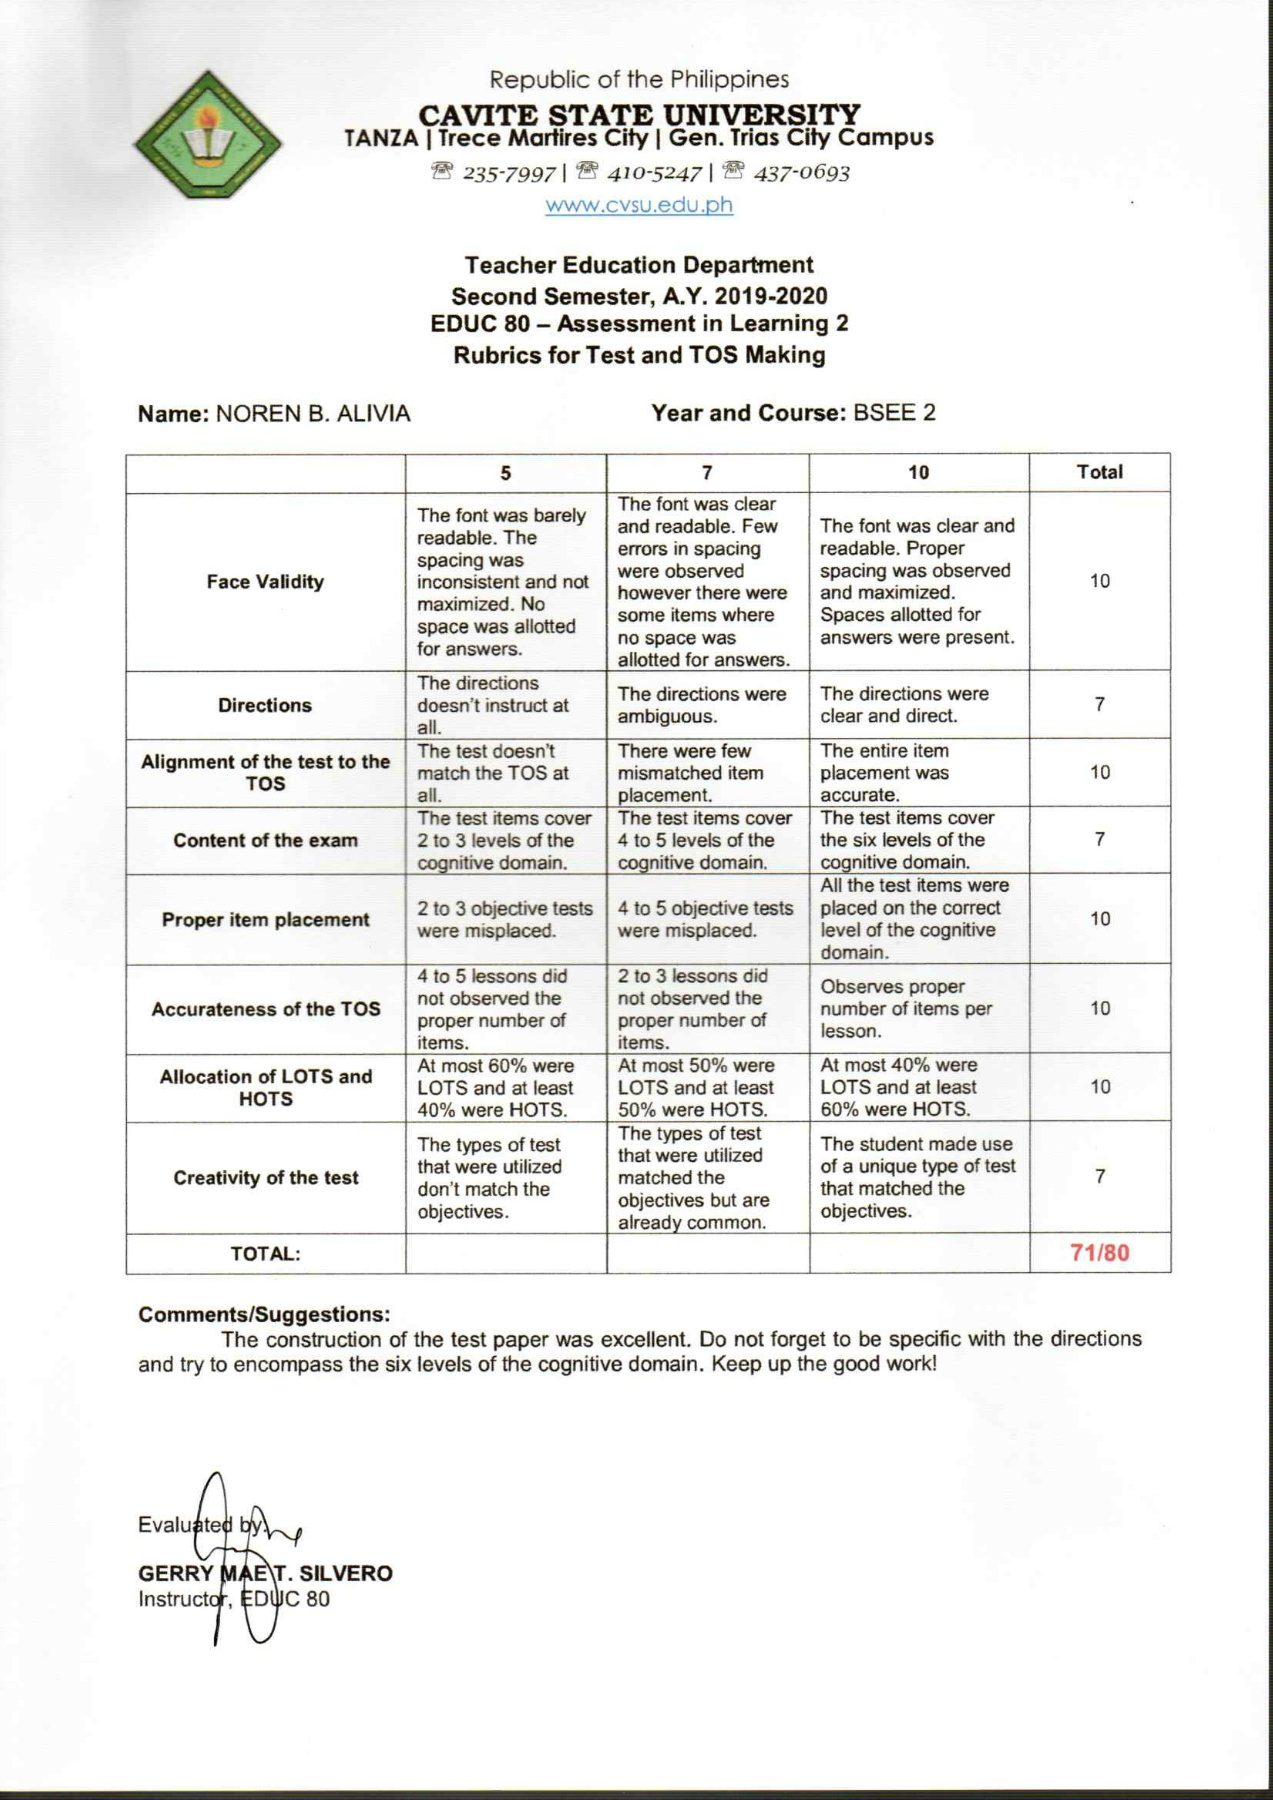 Republic of the Philippines
CAVITE STATE UNIVERSITY
TANZA | Trece Martires City | Gen. Trias City Campus
☏ 235-7997 | ☏ 410-5247 | ☏ 437-0693
www.cvsu.edu.ph
Teacher Education Department
Second Semester, A.Y. 2019-2020
EDUC 80 – Assessment in Learning 2
Rubrics for Test and TOS Making
Name: NOREN B. ALIVIA Year and Course: BSEE 2
5 7 10 Total
Face Validity
The font was barely
readable. The
spacing was
inconsistent and not
maximized. No
space was allotted
for answers.
The font was clear
and readable. Few
errors in spacing
were observed
however there were
some items where
no space was
allotted for answers.
The font was clear and
readable. Proper
spacing was observed
and maximized.
Spaces allotted for
answers were present.
10
Directions
The directions
doesn't instruct at
all.
The directions were
ambiguous.
The directions were
clear and direct.
7
Alignment of the test to the
TOS
The test doesn't
match the TOS at
all.
There were few
mismatched item
placement.
The entire item
placement was
accurate.
10
Content of the exam
The test items cover
2 to 3 levels of the
cognitive domain.
The test items cover
4 to 5 levels of the
cognitive domain.
The test items cover
the six levels of the
cognitive domain.
7
Proper item placement
2 to 3 objective tests
were misplaced.
4 to 5 objective tests
were misplaced.
All the test items were
placed on the correct
level of the cognitive
domain.
10
Accurateness of the TOS
4 to 5 lessons did
not observed the
proper number of
items.
2 to 3 lessons did
not observed the
proper number of
items.
Observes proper
number of items per
lesson.
10
Allocation of LOTS and
HOTS
At most 60% were
LOTS and at least
40% were HOTS.
At most 50% were
LOTS and at least
50% were HOTS.
At most 40% were
LOTS and at least
60% were HOTS.
10
Creativity of the test
The types of test
that were utilized
don't match the
objectives.
The types of test
that were utilized
matched the
objectives but are
already common.
The student made use
of a unique type of test
that matched the
objectives.
7
TOTAL: 71/80
Comments/Suggestions:
The construction of the test paper was excellent. Do not forget to be specific with the directions
and try to encompass the six levels of the cognitive domain. Keep up the good work!
Evaluated by:
GERRY MAE T. SILVERO
Instructor, EDUC 80